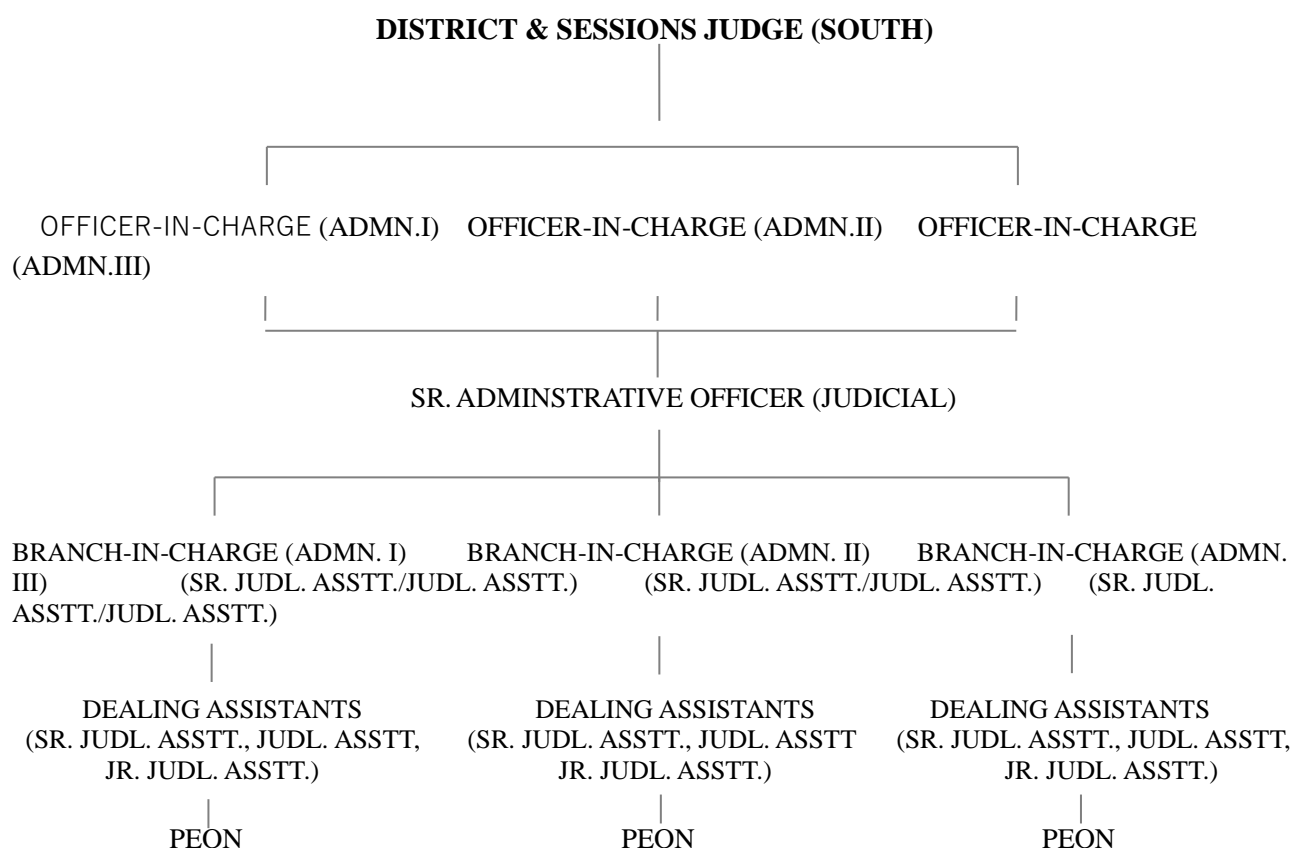 DISTRICT & SESSIONS JUDGE (SOUTH)
OFFICER-IN-CHARGE (ADMN.I) OFFICER-IN-CHARGE (ADMN.II) OFFICER-IN-CHARGE
(ADMN.III)
SR. ADMINSTRATIVE OFFICER (JUDICIAL)
BRANCH-IN-CHARGE (ADMN. I) BRANCH-IN-CHARGE (ADMN. II) BRANCH-IN-CHARGE (ADMN.
III) (SR. JUDL. ASSTT./JUDL. ASSTT.) (SR. JUDL. ASSTT./JUDL. ASSTT.) (SR. JUDL.
ASSTT./JUDL. ASSTT.)
DEALING ASSISTANTS DEALING ASSISTANTS DEALING ASSISTANTS
(SR. JUDL. ASSTT., JUDL. ASSTT, (SR. JUDL. ASSTT., JUDL. ASSTT (SR. JUDL. ASSTT., JUDL. ASSTT,
JR. JUDL. ASSTT.) JR. JUDL. ASSTT.) JR. JUDL. ASSTT.)
PEON PEON PEON